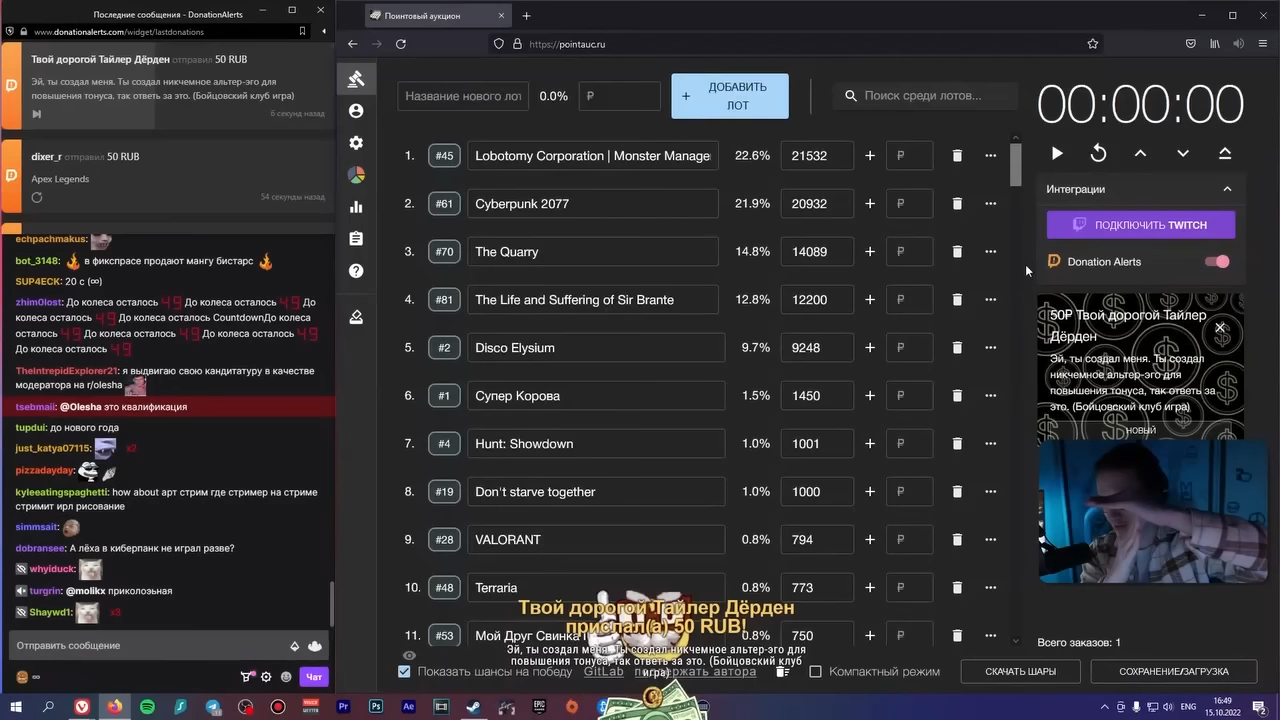 Последние сообщения - DonationAlerts
www.donationalerts.com/widget/lastdonations
Твой дорогой Тайлер Дёрден отправил 50 RUB
Эй, ты создал меня. Ты создал никчемное альтер-эго для
повышения тонуса, так ответь за это. (Бойцовский клуб игра)
6 секунд назад
dixer_r отправил 50 RUB
Apex Legends
54 секунды назад
echpachmakus:
bot_3148: в фикспрасе продают мангу бистарс
SUP4ECK: 20 с (∞)
zhim0lost: До колеса осталось 49 До колеса осталось 49 До
колеса осталось 49 До колеса осталось CountdownДо колеса
осталось 49 До колеса осталось 49 До колеса осталось 49
До колеса осталось 49
TheIntrepidExplorer21: я выдвигаю свою кандитатуру в качестве
модератора на r/olesha
tsebmaii: @Olesha это квалификация
tupdui: до нового года
just_katya07115: x2
pizzadayday:
kyleeatingspaghetti: how about арт стрим где стример на стриме
стримит ирл рисование
simmsait:
dobransee: А лёха в киберпанк не играл разве?
whyiduck:
turgrin: @molikx приколоэьная
Shaywd1: x3
Отправить сообщение
∞
Чат
Поинтовый аукцион
https://pointauc.ru
Название нового лот
0.0%
₽
+ ДОБАВИТЬ
ЛОТ
Поиск среди лотов...
00:00:00
1. #45 Lobotomy Corporation | Monster Manage 22.6% 21532 + ₽
2. #61 Cyberpunk 2077 21.9% 20932 + ₽
3. #70 The Quarry 14.8% 14089 + ₽
4. #81 The Life and Suffering of Sir Brante 12.8% 12200 + ₽
5. #2 Disco Elysium 9.7% 9248 + ₽
6. #1 Супер Корова 1.5% 1450 + ₽
7. #4 Hunt: Showdown 1.0% 1001 + ₽
8. #19 Don't starve together 1.0% 1000 + ₽
9. #28 VALORANT 0.8% 794 + ₽
10. #48 Terraria 0.8% 773 + ₽
11. #53 Мой Друг Свинка 0.8% 750 + ₽
Интеграции
ПОДКЛЮЧИТЬ TWITCH
Donation Alerts
50₽ Твой дорогой Тайлер
Дёрден
Эй, ты создал меня. Ты создал
никчемное альтер-эго для
повышения тонуса, так ответь за
это. (Бойцовский клуб игра)
НОВЫЙ
Твой дорогой Тайлер Дёрден
прислал(а) 50 RUB!
Эй, ты создал меня. Ты создал никчемное альтер-эго для
повышения тонуса, так ответь за это. (Бойцовский клуб
игра)
Всего заказов: 1
Показать шансы на победу
GitLab
поддержать автора
Компактный режим
СКАЧАТЬ ШАРЫ
СОХРАНЕНИЕ/ЗАГРУЗКА
ENG
16:49
15.10.2022